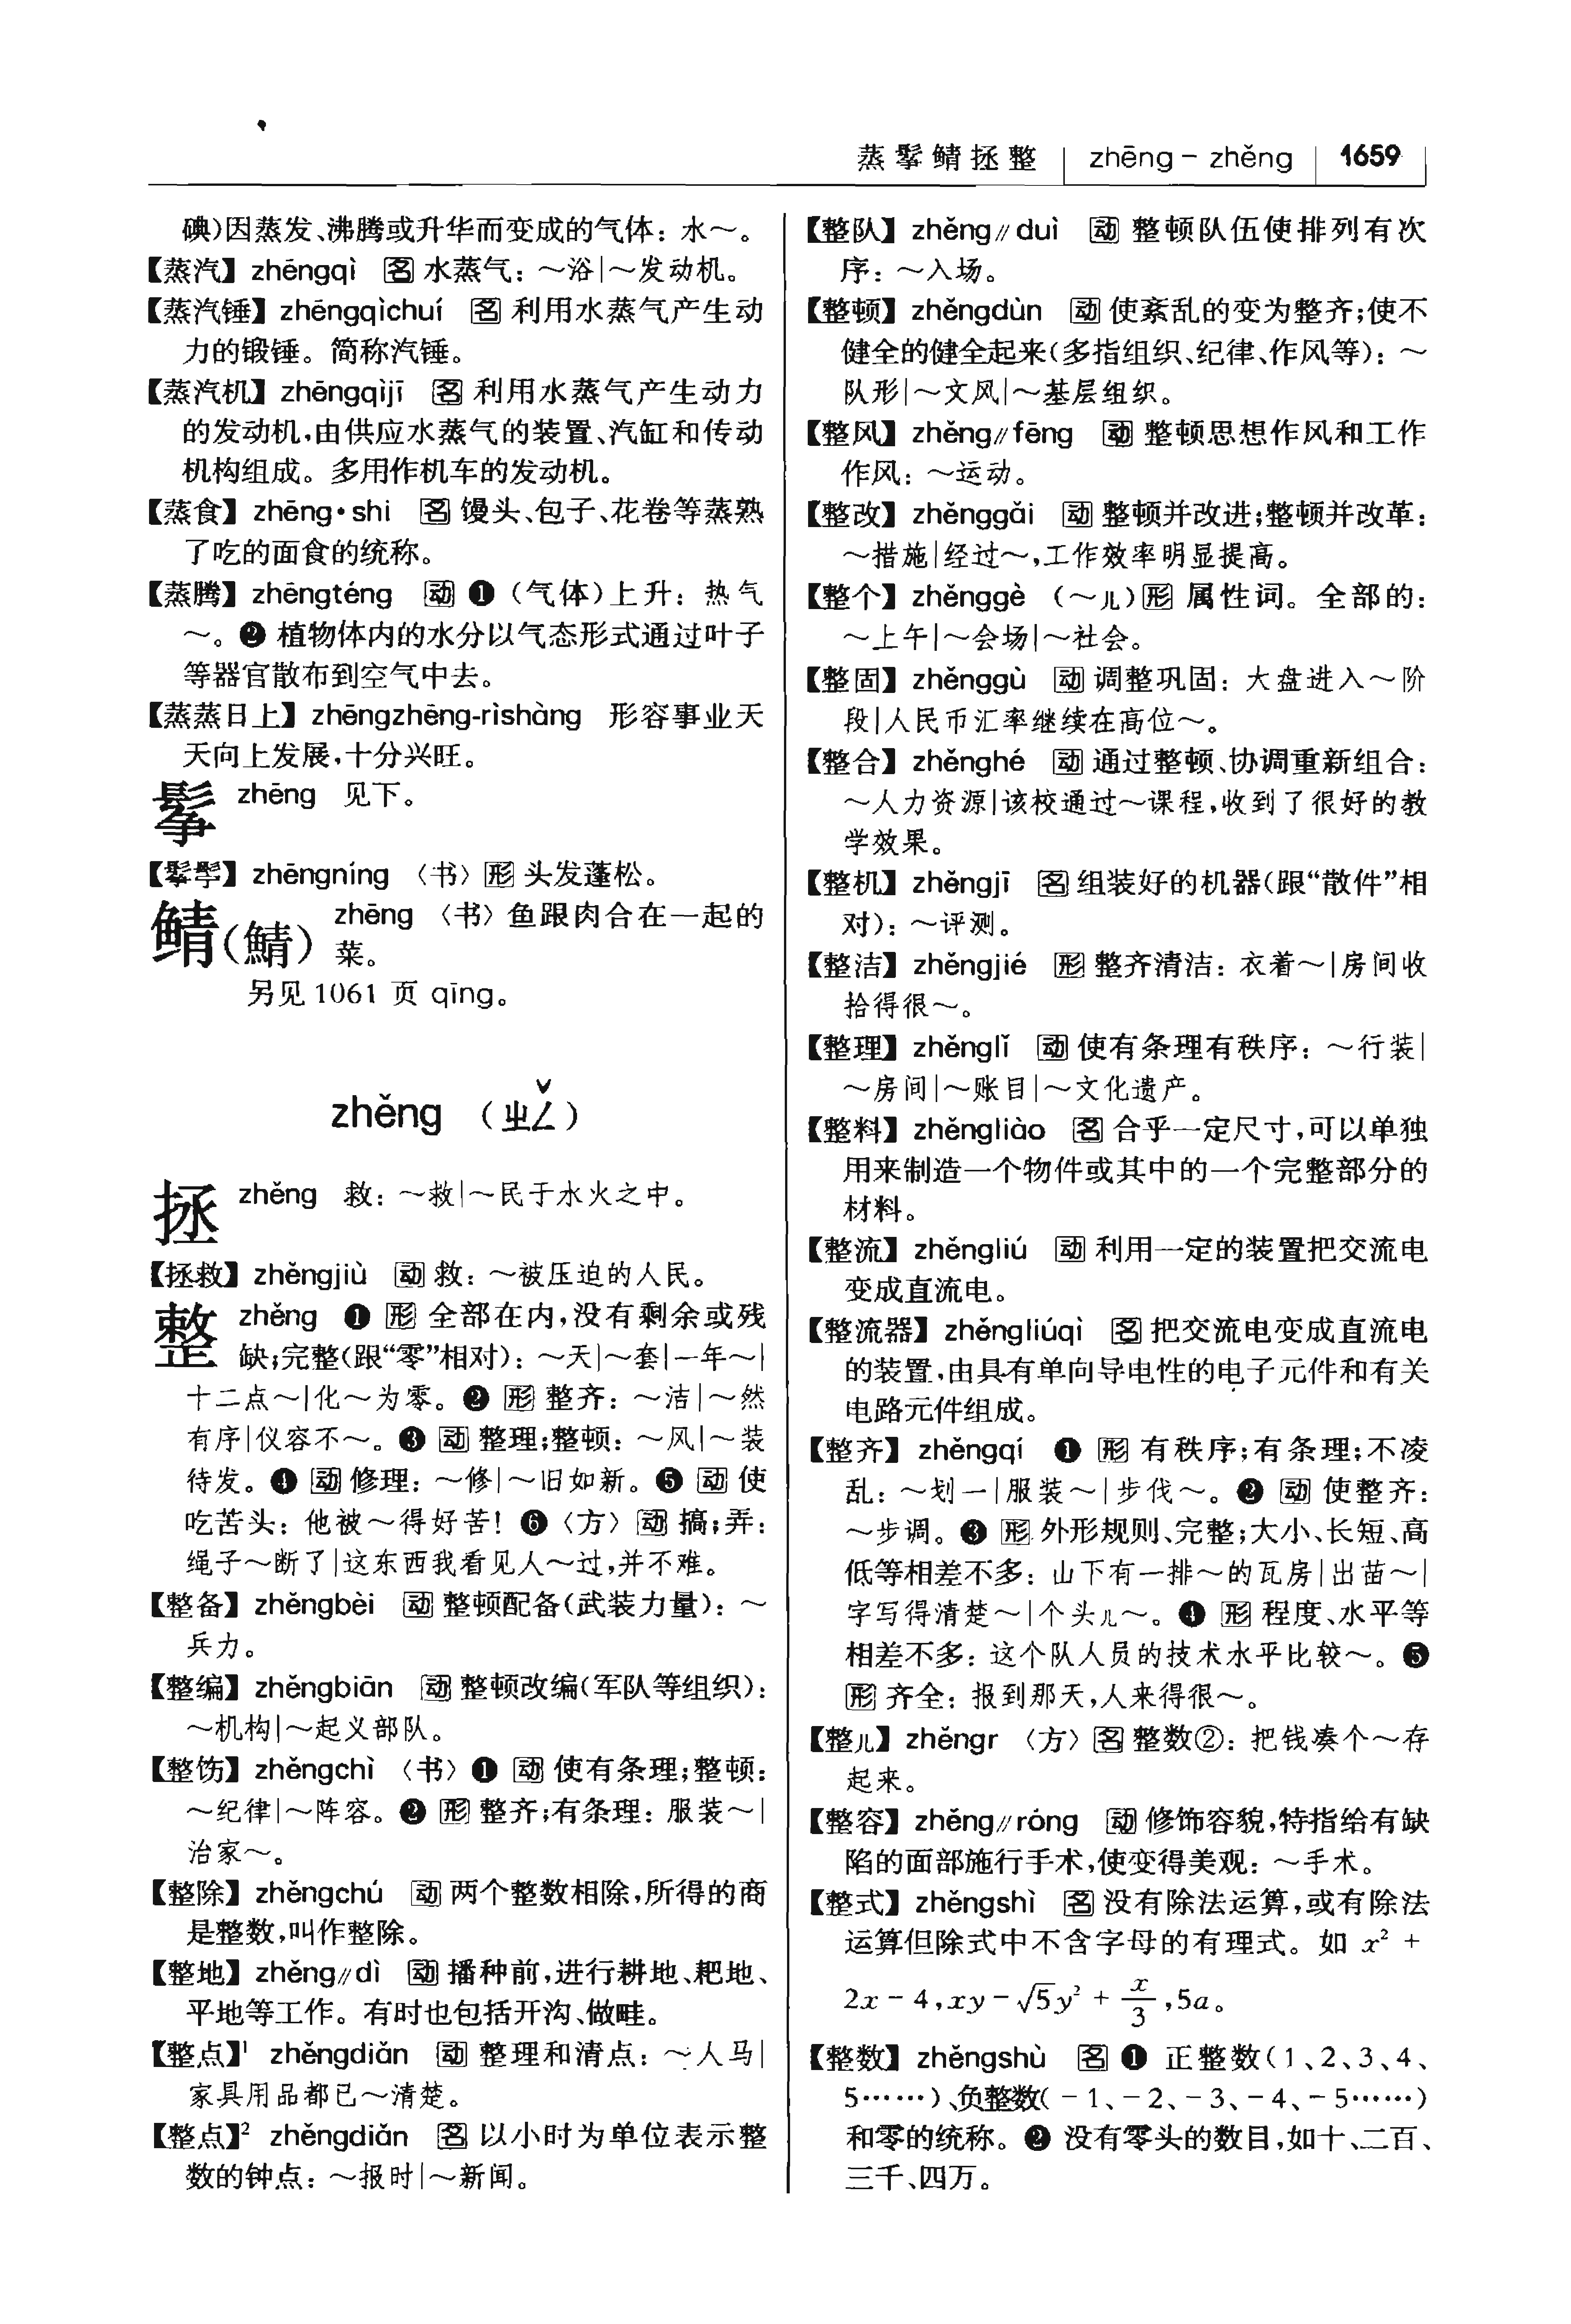 蒸鬇鲭拯整 zhēng – zhěng 1659
碘)因蒸发、沸腾或升华而变成的气体：水～。
【蒸汽】 zhēngqì 名 水蒸气：～浴|～发动机。
【蒸汽锤】 zhēngqìchuí 名 利用水蒸气产生动
力的锻锤。简称汽锤。
【蒸汽机】 zhēngqìjī 名 利用水蒸气产生动力
的发动机,由供应水蒸气的装置、汽缸和传动
机构组成。多用作机车的发动机。
【蒸食】 zhēng·shi 名 馒头、包子、花卷等蒸熟
了吃的面食的统称。
【蒸腾】 zhēngténg 动 ❶（气体）上升：热气
～。❷ 植物体内的水分以气态形式通过叶子
等器官散布到空气中去。
【蒸蒸日上】 zhēngzhēng-rìshàng 形容事业天
天向上发展,十分兴旺。
鬇 zhēng 见下。
【鬇鬡】 zhēngníng 〈书〉形 头发蓬松。
鲭(鯖) zhēng 〈书〉鱼跟肉合在一起的
菜。
另见 1061 页 qīng。
zhěng （ㄓㄥˇ）
拯 zhěng 救：～救|～民于水火之中。
【拯救】 zhěngjiù 动 救：～被压迫的人民。
整 zhěng ❶ 形 全部在内,没有剩余或残
缺;完整(跟“零”相对)：～天|～套|一年～|
十二点～|化～为零。❷ 形 整齐：～洁|～然
有序|仪容不～。❸ 动 整理;整顿：～风|～装
待发。❹ 动 修理：～修|～旧如新。❺ 动 使
吃苦头：他被～得好苦！❻〈方〉动 搞;弄：
绳子～断了|这东西我看见人～过,并不难。
【整备】 zhěngbèi 动 整顿配备(武装力量)：～
兵力。
【整编】 zhěngbiān 动 整顿改编(军队等组织)：
～机构|～起义部队。
【整饬】 zhěngchì 〈书〉❶ 动 使有条理;整顿：
～纪律|～阵容。❷ 形 整齐;有条理：服装～|
治家～。
【整除】 zhěngchú 动 两个整数相除,所得的商
是整数,叫作整除。
【整地】 zhěng∥dì 动 播种前,进行耕地、耙地、
平地等工作。有时也包括开沟、做畦。
【整点】¹ zhěngdiǎn 动 整理和清点：～人马|
家具用品都已～清楚。
【整点】² zhěngdiǎn 名 以小时为单位表示整
数的钟点：～报时|～新闻。
【整队】 zhěng∥duì 动 整顿队伍使排列有次
序：～入场。
【整顿】 zhěngdùn 动 使紊乱的变为整齐;使不
健全的健全起来(多指组织、纪律、作风等)：～
队形|～文风|～基层组织。
【整风】 zhěng∥fēng 动 整顿思想作风和工作
作风：～运动。
【整改】 zhěnggǎi 动 整顿并改进;整顿并改革：
～措施|经过～,工作效率明显提高。
【整个】 zhěnggè （～儿）形 属性词。全部的：
～上午|～会场|～社会。
【整固】 zhěnggù 动 调整巩固：大盘进入～阶
段|人民币汇率继续在高位～。
【整合】 zhěnghé 动 通过整顿、协调重新组合：
～人力资源|该校通过～课程,收到了很好的教
学效果。
【整机】 zhěngjī 名 组装好的机器(跟“散件”相
对)：～评测。
【整洁】 zhěngjié 形 整齐清洁：衣着～|房间收
拾得很～。
【整理】 zhěnglǐ 动 使有条理有秩序：～行装|
～房间|～账目|～文化遗产。
【整料】 zhěngliào 名 合乎一定尺寸,可以单独
用来制造一个物件或其中的一个完整部分的
材料。
【整流】 zhěngliú 动 利用一定的装置把交流电
变成直流电。
【整流器】 zhěngliúqì 名 把交流电变成直流电
的装置,由具有单向导电性的电子元件和有关
电路元件组成。
【整齐】 zhěngqí ❶ 形 有秩序;有条理;不凌
乱：～划一|服装～|步伐～。❷ 动 使整齐：
～步调。❸ 形 外形规则、完整;大小、长短、高
低等相差不多：山下有一排～的瓦房|出苗～|
字写得清楚～|个头儿～。❹ 形 程度、水平等
相差不多：这个队人员的技术水平比较～。❺
形 齐全：报到那天,人来得很～。
【整儿】 zhěngr 〈方〉名 整数②：把钱凑个～存
起来。
【整容】 zhěng∥róng 动 修饰容貌,特指给有缺
陷的面部施行手术,使变得美观：～手术。
【整式】 zhěngshì 名 没有除法运算,或有除法
运算但除式中不含字母的有理式。如 x² +
2x − 4,xy − √5y² + x/3,5a。
【整数】 zhěngshù 名 ❶ 正整数(1、2、3、4、
5……)、负整数(－1、－2、－3、－4、－5……)
和零的统称。❷ 没有零头的数目,如十、二百、
三千、四万。